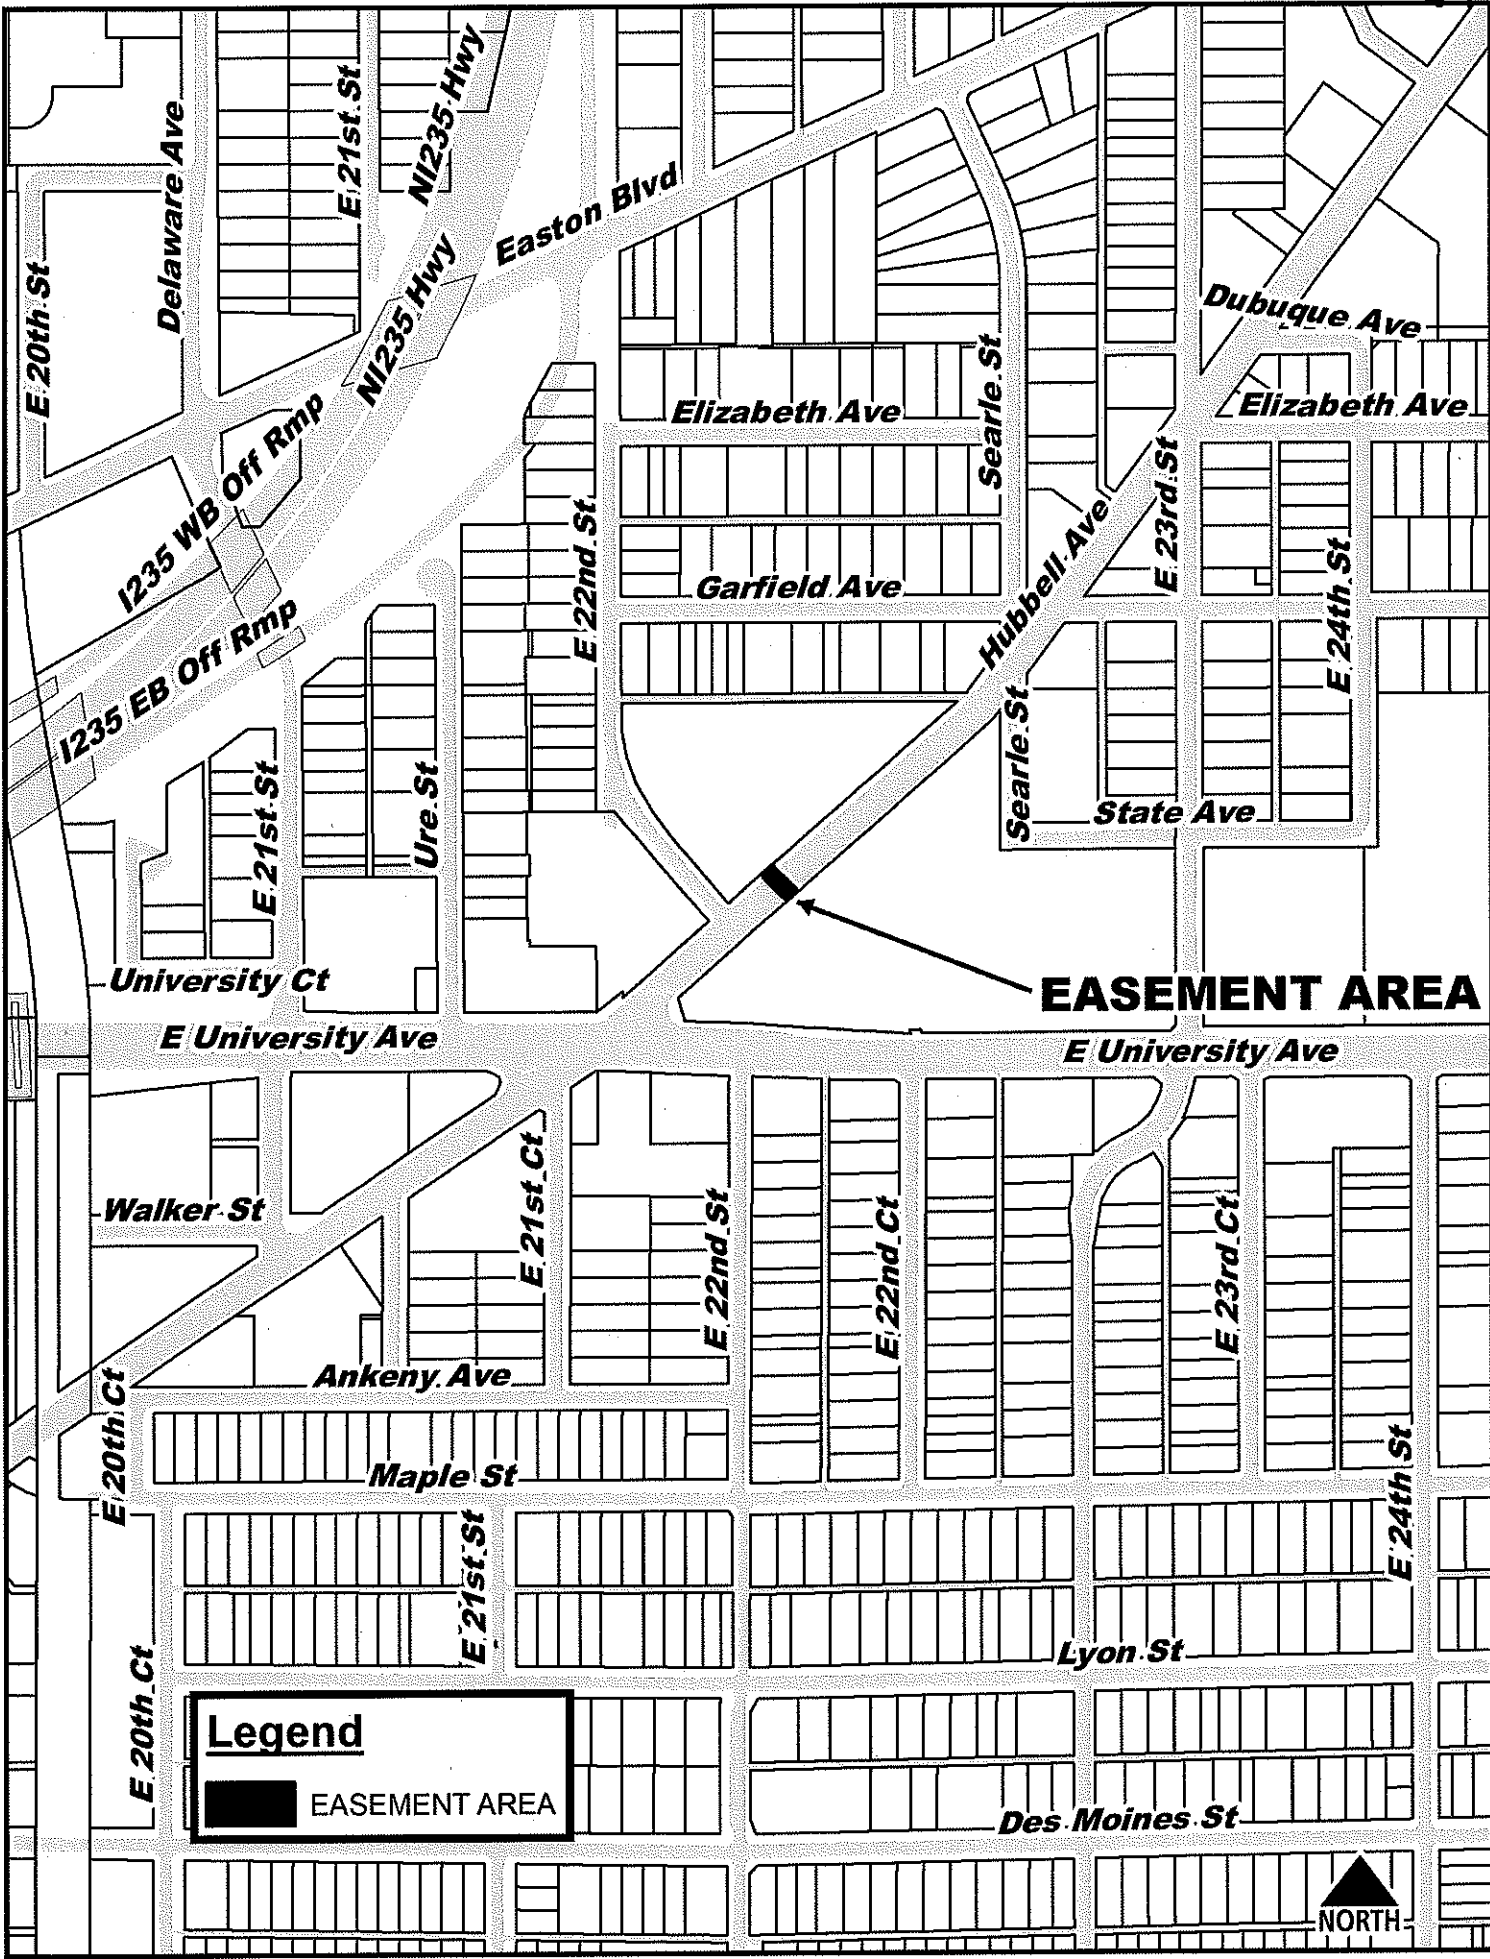 NI235 Hwy
E 21st St
Delaware Ave
Easton Blvd
E 20th St
NI235 Hwy
Dubuque Ave
Searle St
Elizabeth Ave
Elizabeth Ave
I235 WB Off Rmp
E 23rd St
E 22nd St
Hubbell Ave
E 24th St
Garfield Ave
I235 EB Off Rmp
Searle St
E 21st St
Ure St
State Ave
University Ct
EASEMENT AREA
E University Ave
E University Ave
E 21st Ct
Walker St
E 22nd St
E 22nd Ct
E 23rd Ct
Ankeny Ave
E 20th Ct
Maple St
E 24th St
E 21st St
Lyon St
E 20th Ct
Legend
EASEMENT AREA
Des Moines St
NORTH